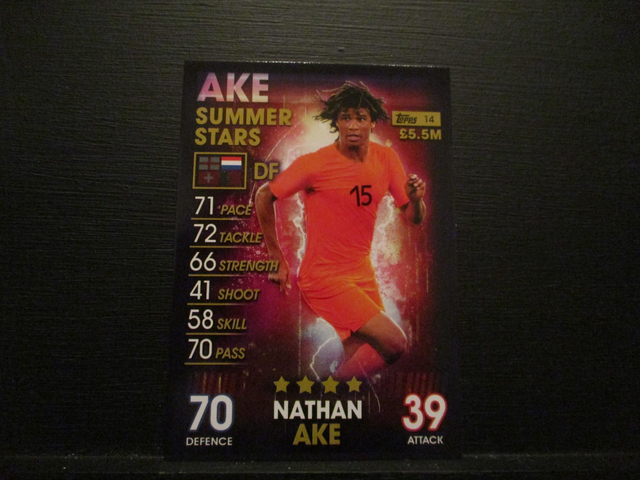 AKE
SUMMER
STARS
DF
Topps 14
£5.5M
15
71 PACE
72 TACKLE
66 STRENGTH
41 SHOOT
58 SKILL
70 PASS
70
DEFENCE
NATHAN
AKE
39
ATTACK